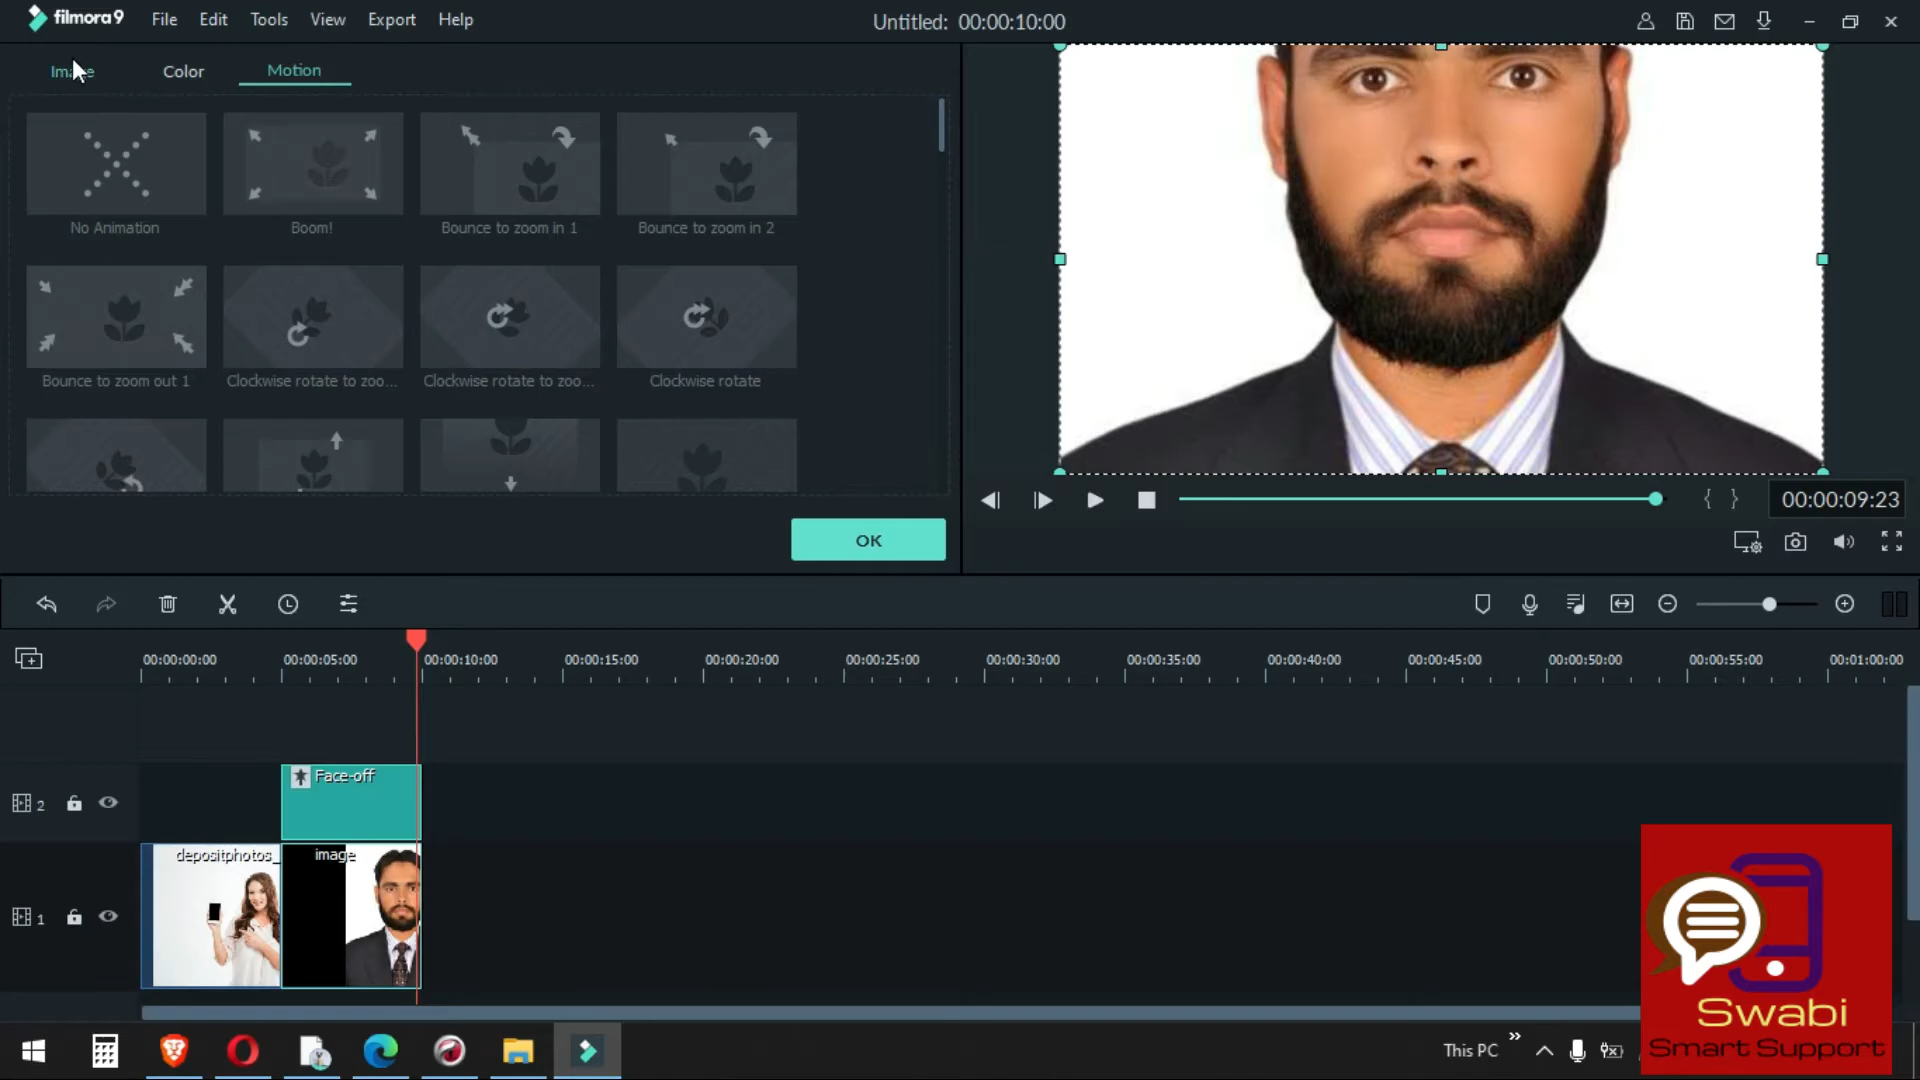 filmora9 File Edit Tools View Export Help Untitled: 00:00:10:00
Image Color Motion
No Animation Boom! Bounce to zoom in 1 Bounce to zoom in 2
Bounce to zoom out 1 Clockwise rotate to zoo... Clockwise rotate to zoo... Clockwise rotate
{ } 00:00:09:23
OK
00:00:00:00 00:00:05:00 00:00:10:00 00:00:15:00 00:00:20:00 00:00:25:00 00:00:30:00 00:00:35:00 00:00:40:00 00:00:45:00 00:00:50:00 00:00:55:00 00:01:00:00
Face-off
2
depositphotos_ image
1
Swabi
Smart Support
This PC